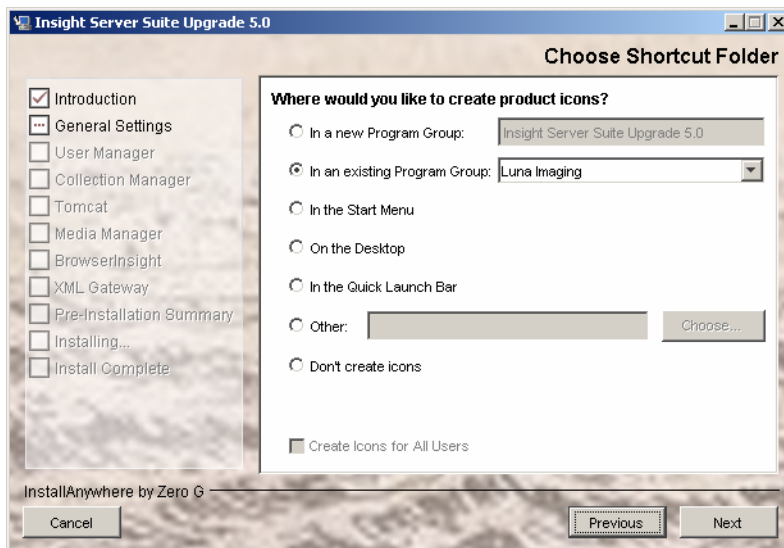 Insight Server Suite Upgrade 5.0
Choose Shortcut Folder
Introduction
General Settings
User Manager
Collection Manager
Tomcat
Media Manager
BrowserInsight
XML Gateway
Pre-Installation Summary
Installing...
Install Complete
Where would you like to create product icons?
In a new Program Group: Insight Server Suite Upgrade 5.0
In an existing Program Group: Luna Imaging
In the Start Menu
On the Desktop
In the Quick Launch Bar
Other: Choose...
Don't create icons
Create Icons for All Users
InstallAnywhere by Zero G
Cancel Previous Next